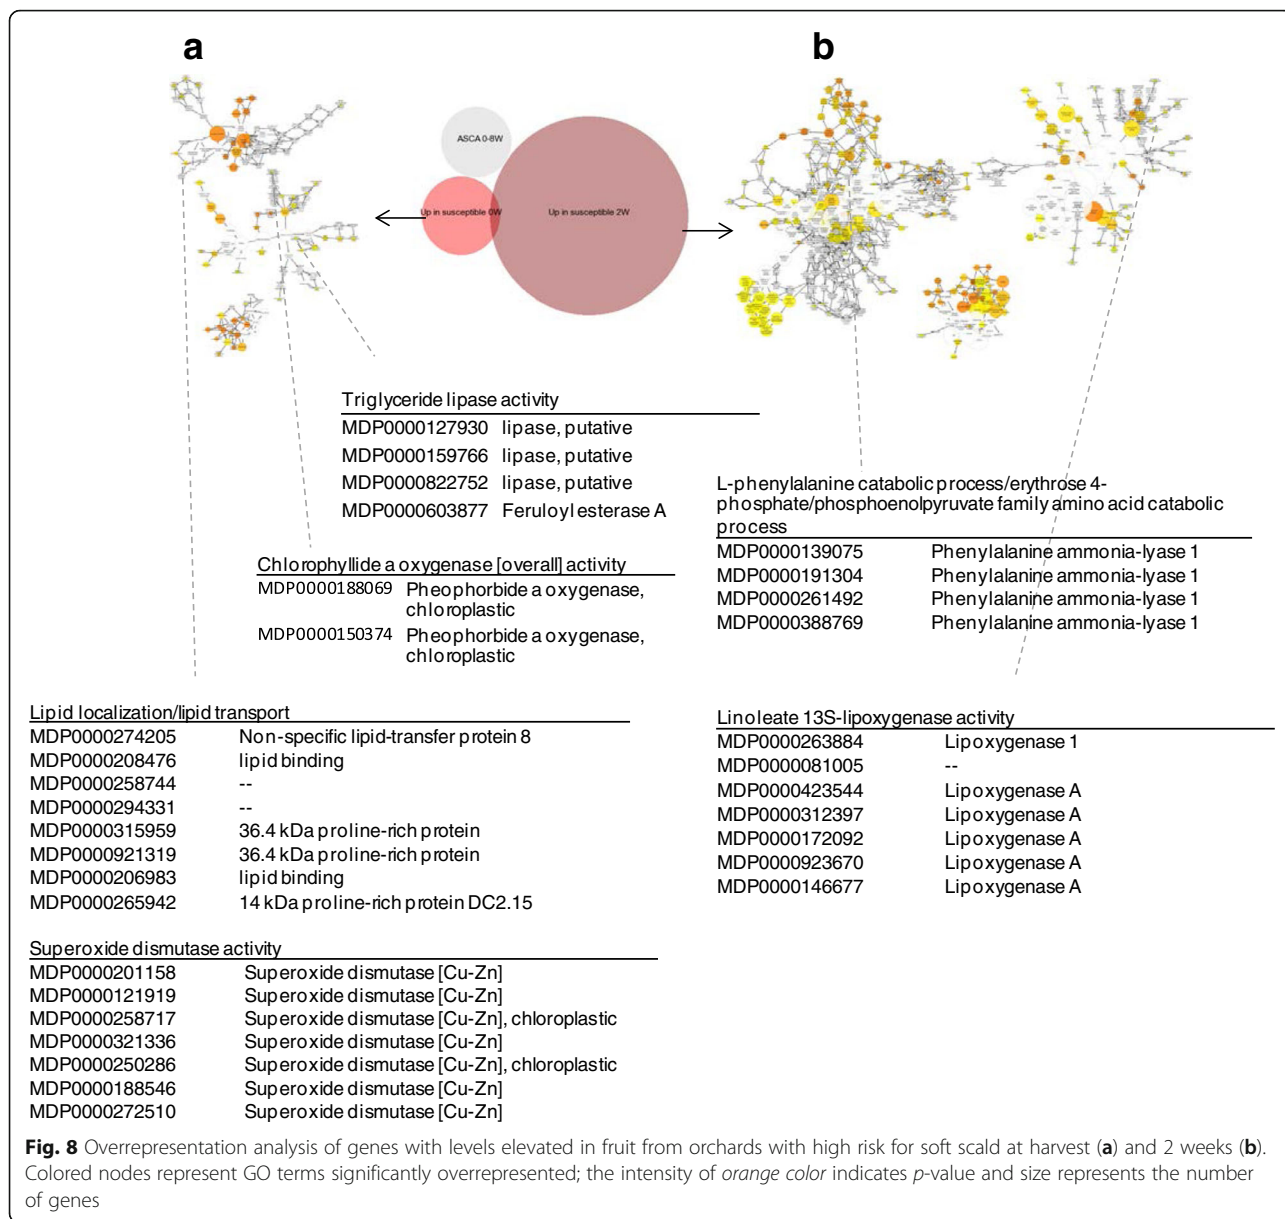 a
b
ASCA 0-8W
Up in susceptible 0W
Up in susceptible 2W
Triglyceride lipase activity
MDP0000127930 lipase, putative
MDP0000159766 lipase, putative
MDP0000822752 lipase, putative
MDP0000603877 Feruloyl esterase A
Chlorophyllide a oxygenase [overall] activity
MDP0000188069 Pheophorbide a oxygenase,
chloroplastic
MDP0000150374 Pheophorbide a oxygenase,
chloroplastic
Lipid localization/lipid transport
MDP0000274205 Non-specific lipid-transfer protein 8
MDP0000208476 lipid binding
MDP0000258744 --
MDP0000294331 --
MDP0000315959 36.4 kDa proline-rich protein
MDP0000921319 36.4 kDa proline-rich protein
MDP0000206983 lipid binding
MDP0000265942 14 kDa proline-rich protein DC2.15
Superoxide dismutase activity
MDP0000201158 Superoxide dismutase [Cu-Zn]
MDP0000121919 Superoxide dismutase [Cu-Zn]
MDP0000258717 Superoxide dismutase [Cu-Zn], chloroplastic
MDP0000321336 Superoxide dismutase [Cu-Zn]
MDP0000250286 Superoxide dismutase [Cu-Zn], chloroplastic
MDP0000188546 Superoxide dismutase [Cu-Zn]
MDP0000272510 Superoxide dismutase [Cu-Zn]
L-phenylalanine catabolic process/erythrose 4-
phosphate/phosphoenolpyruvate family amino acid catabolic
process
MDP0000139075 Phenylalanine ammonia-lyase 1
MDP0000191304 Phenylalanine ammonia-lyase 1
MDP0000261492 Phenylalanine ammonia-lyase 1
MDP0000388769 Phenylalanine ammonia-lyase 1
Linoleate 13S-lipoxygenase activity
MDP0000263884 Lipoxygenase 1
MDP0000081005 --
MDP0000423544 Lipoxygenase A
MDP0000312397 Lipoxygenase A
MDP0000172092 Lipoxygenase A
MDP0000923670 Lipoxygenase A
MDP0000146677 Lipoxygenase A
Fig. 8 Overrepresentation analysis of genes with levels elevated in fruit from orchards with high risk for soft scald at harvest (a) and 2 weeks (b).
Colored nodes represent GO terms significantly overrepresented; the intensity of orange color indicates p-value and size represents the number
of genes